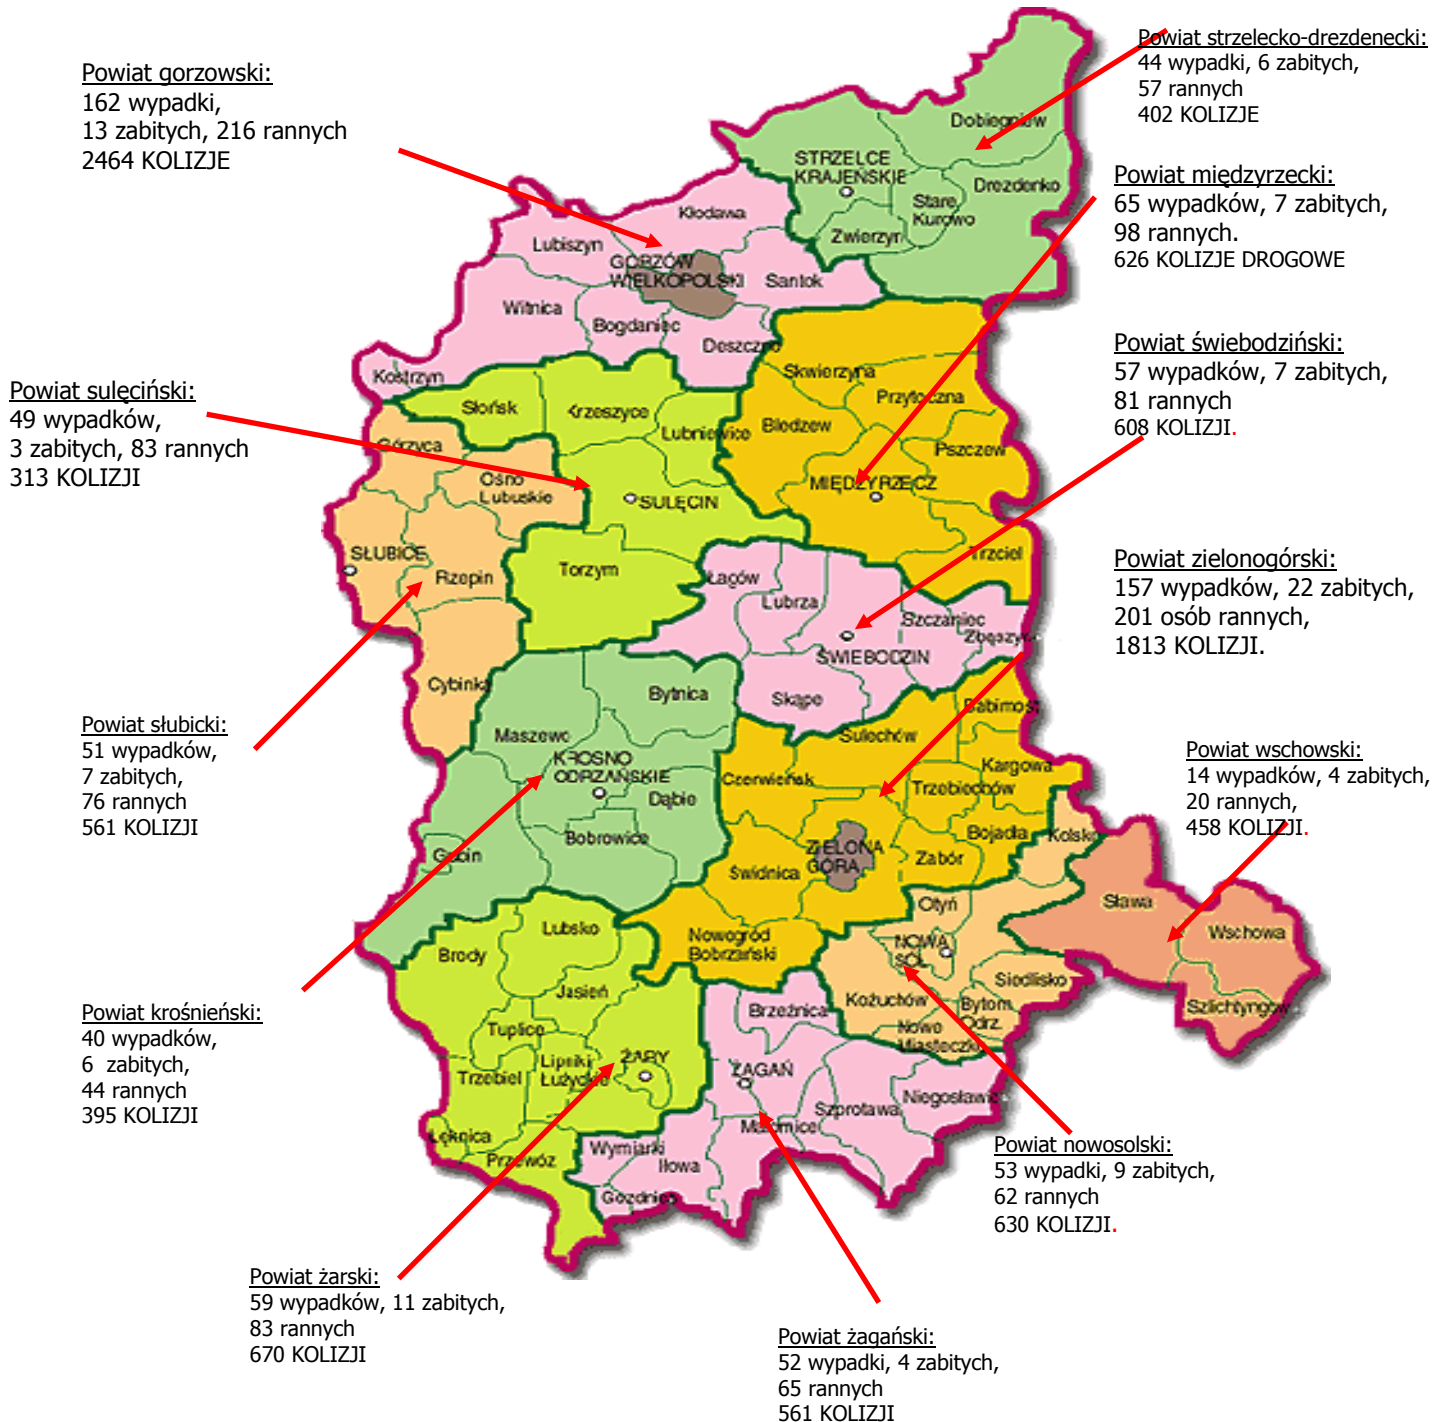 Powiat gorzowski:
162 wypadki,
13 zabitych, 216 rannych
2464 KOLIZJE
Powiat strzelecko-drezdenecki:
44 wypadki, 6 zabitych,
57 rannych
402 KOLIZJE
Powiat międzyrzecki:
65 wypadków, 7 zabitych,
98 rannych.
626 KOLIZJE DROGOWE
Powiat świebodziński:
57 wypadków, 7 zabitych,
81 rannych
608 KOLIZJI.
Powiat sulęciński:
49 wypadków,
3 zabitych, 83 rannych
313 KOLIZJI
Powiat zielonogórski:
157 wypadków, 22 zabitych,
201 osób rannych,
1813 KOLIZJI.
Powiat słubicki:
51 wypadków,
7 zabitych,
76 rannych
561 KOLIZJI
Powiat wschowski:
14 wypadków, 4 zabitych,
20 rannych,
458 KOLIZJI.
Powiat krośnieński:
40 wypadków,
6 zabitych,
44 rannych
395 KOLIZJI
Powiat nowosolski:
53 wypadki, 9 zabitych,
62 rannych
630 KOLIZJI.
Powiat żarski:
59 wypadków, 11 zabitych,
83 rannych
670 KOLIZJI
Powiat żagański:
52 wypadki, 4 zabitych,
65 rannych
561 KOLIZJI
Dobiegniew
STRZELCE
KRAJEŃSKIE
Drezdenko
Stare
Kurowo
Zwierzyn
Kłodawa
Lubiszyn
GORZÓW
WIELKOPOLSKI
Santok
Witnica
Bogdaniec
Deszczno
Kostrzyn
Skwierzyna
Przytoczna
Słońsk
Krzeszyce
Lubniewice
Bledzew
Pszczew
Górzyca
Ośno
Lubuskie
MIĘDZYRZECZ
SULĘCIN
SŁUBICE
Rzepin
Torzym
Trzciel
Łagów
Lubrza
Szczaniec
Zbąszyn
ŚWIEBODZIN
Cybinka
Bytnica
Skąpe
Babimost
Maszewo
Sulechów
KROSNO
ODRZAŃSKIE
Czerwieńsk
Kargowa
Trzebiechów
Dąbie
Bobrowice
Bojadła
Kolsko
Gubin
ZIELONA
GÓRA
Zabór
Świdnica
Otyń
Sława
Wschowa
Lubsko
Brody
Nowogród
Bobrzański
NOWA
SÓL
Siedlisko
Jasień
Brzeźnica
Kożuchów
Bytom
Odrz.
Szlichtyngow
Tuplice
Nowe
Miasteczko
Lipinki
Łużyckie
ŻARY
ŻAGAŃ
Trzebiel
Szprotawa
Niegosławice
Małomice
Łęknica
Przewóz
Wymiarki
Iłowa
Gozdnica